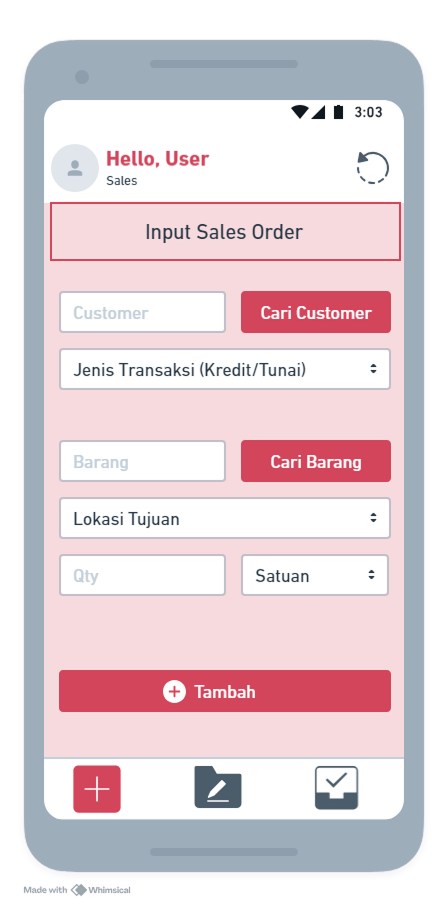 3:03
Hello, User
Sales
Input Sales Order
Customer
Cari Customer
Jenis Transaksi (Kredit/Tunai)
Barang
Cari Barang
Lokasi Tujuan
Qty
Satuan
Tambah
Made with Whimsical